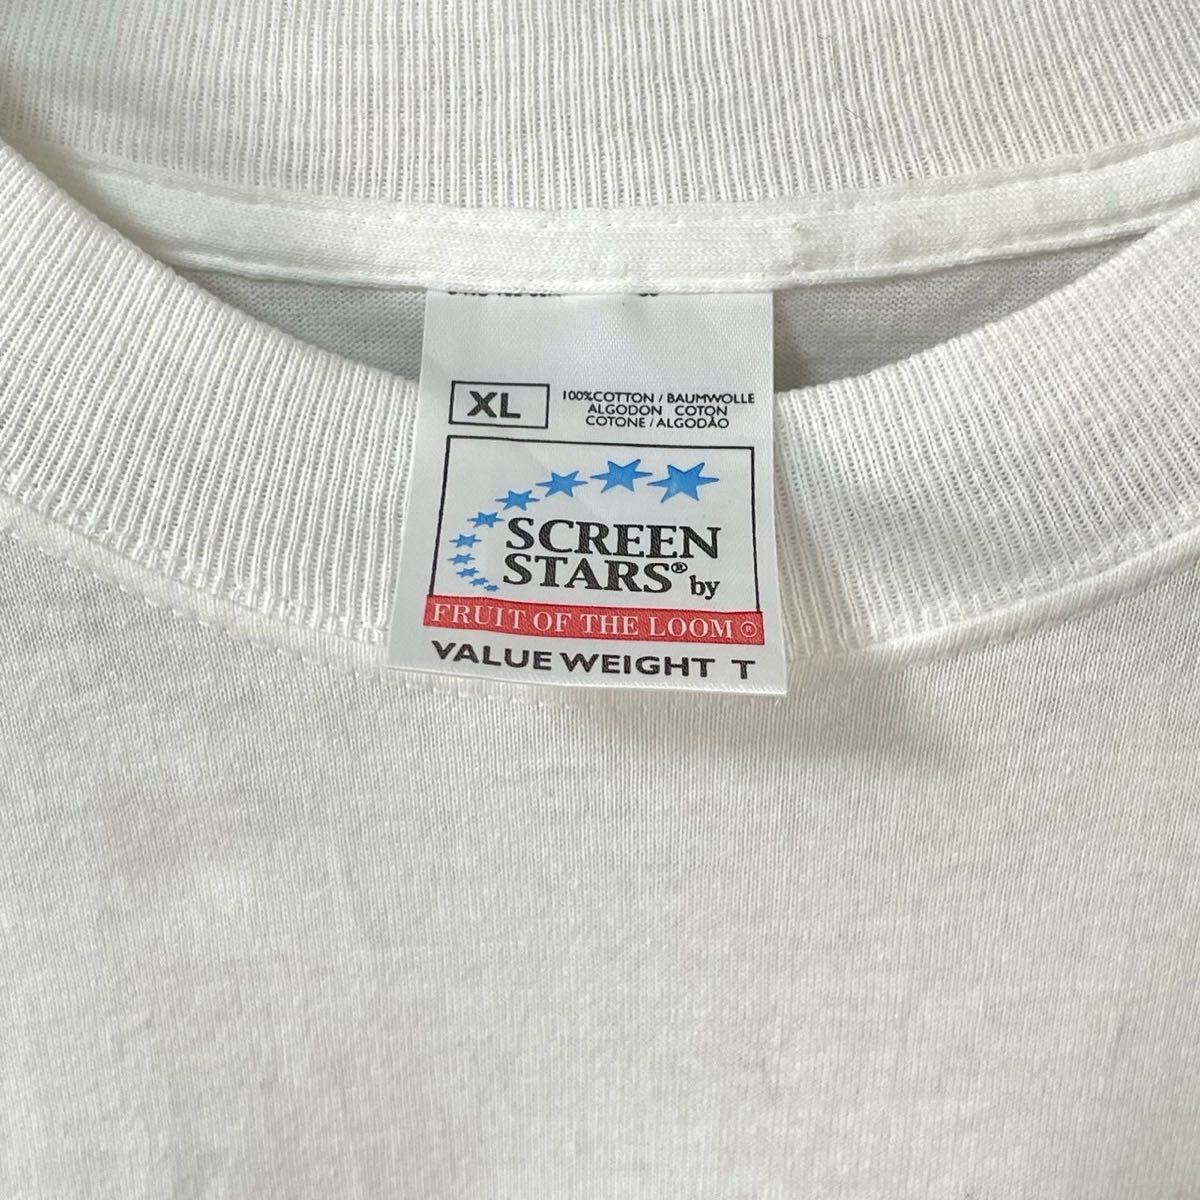 XL
100%COTTON / BAUMWOLLE
ALGODON COTON
COTONE / ALGODÃO
SCREEN
STARS® by
FRUIT OF THE LOOM®
VALUE WEIGHT T